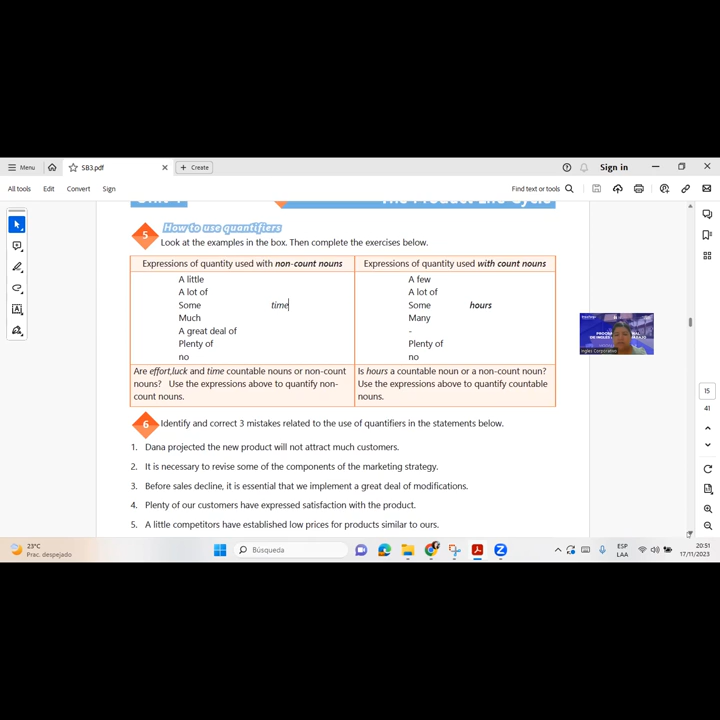 Menu
SB3.pdf
Create
Sign in
All tools
Edit
Convert
Sign
Find text or tools
How to use quantifiers
5
Look at the examples in the box. Then complete the exercises below.
Expressions of quantity used with non-count nouns
Expressions of quantity used with count nouns
A little
A lot of
Some
time
Much
A great deal of
Plenty of
no
A few
A lot of
Some
hours
Many
-
Plenty of
no
Are effort,luck and time countable nouns or non-count
nouns? Use the expressions above to quantify non-
count nouns.
Is hours a countable noun or a non-count noun?
Use the expressions above to quantify countable
nouns.
6
Identify and correct 3 mistakes related to the use of quantifiers in the statements below.
1. Dana projected the new product will not attract much customers.
2. It is necessary to revise some of the components of the marketing strategy.
3. Before sales decline, it is essential that we implement a great deal of modifications.
4. Plenty of our customers have expressed satisfaction with the product.
5. A little competitors have established low prices for products similar to ours.
Ingles Corporativo
15
41
23°C
Prac. despejado
Búsqueda
ESP
LAA
20:51
17/11/2023